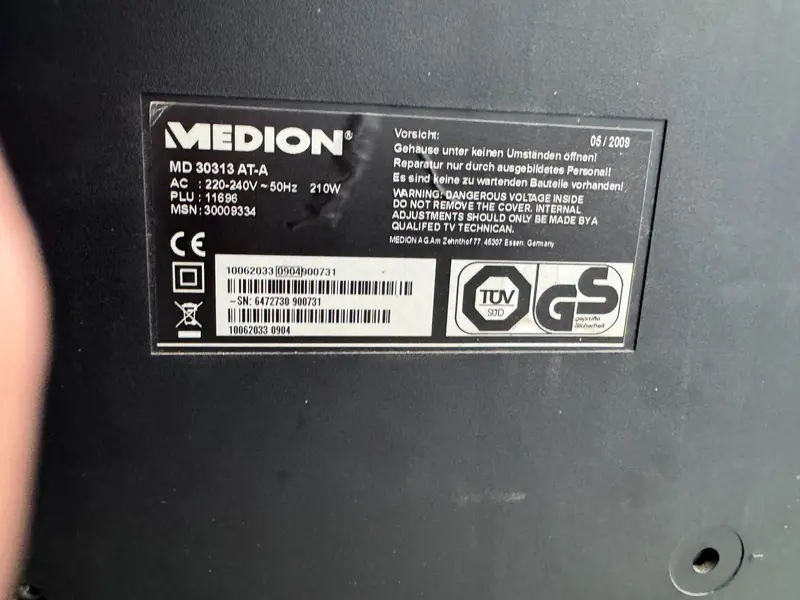 MEDION®
MD 30313 AT-A
AC : 220-240V ~ 50Hz 210W
PLU : 11696
MSN : 30009334
05 / 2009
Vorsicht:
Gehäuse unter keinen Umständen öffnen!
Reparatur nur durch ausgebildetes Personal!
Es sind keine zu wartenden Bauteile vorhanden!
WARNING: DANGEROUS VOLTAGE INSIDE
DO NOT REMOVE THE COVER. INTERNAL
ADJUSTMENTS SHOULD ONLY BE MADE BY A
QUALIFED TV TECHNICAN.
MEDION A.G.Am Zehnthof 77, 45307 Essen, Germany
CE
10062033 0904 900731
-SN: 6472730 900731
10062033 0904
TÜV
SÜD
GS
geprüfte
Sicherheit